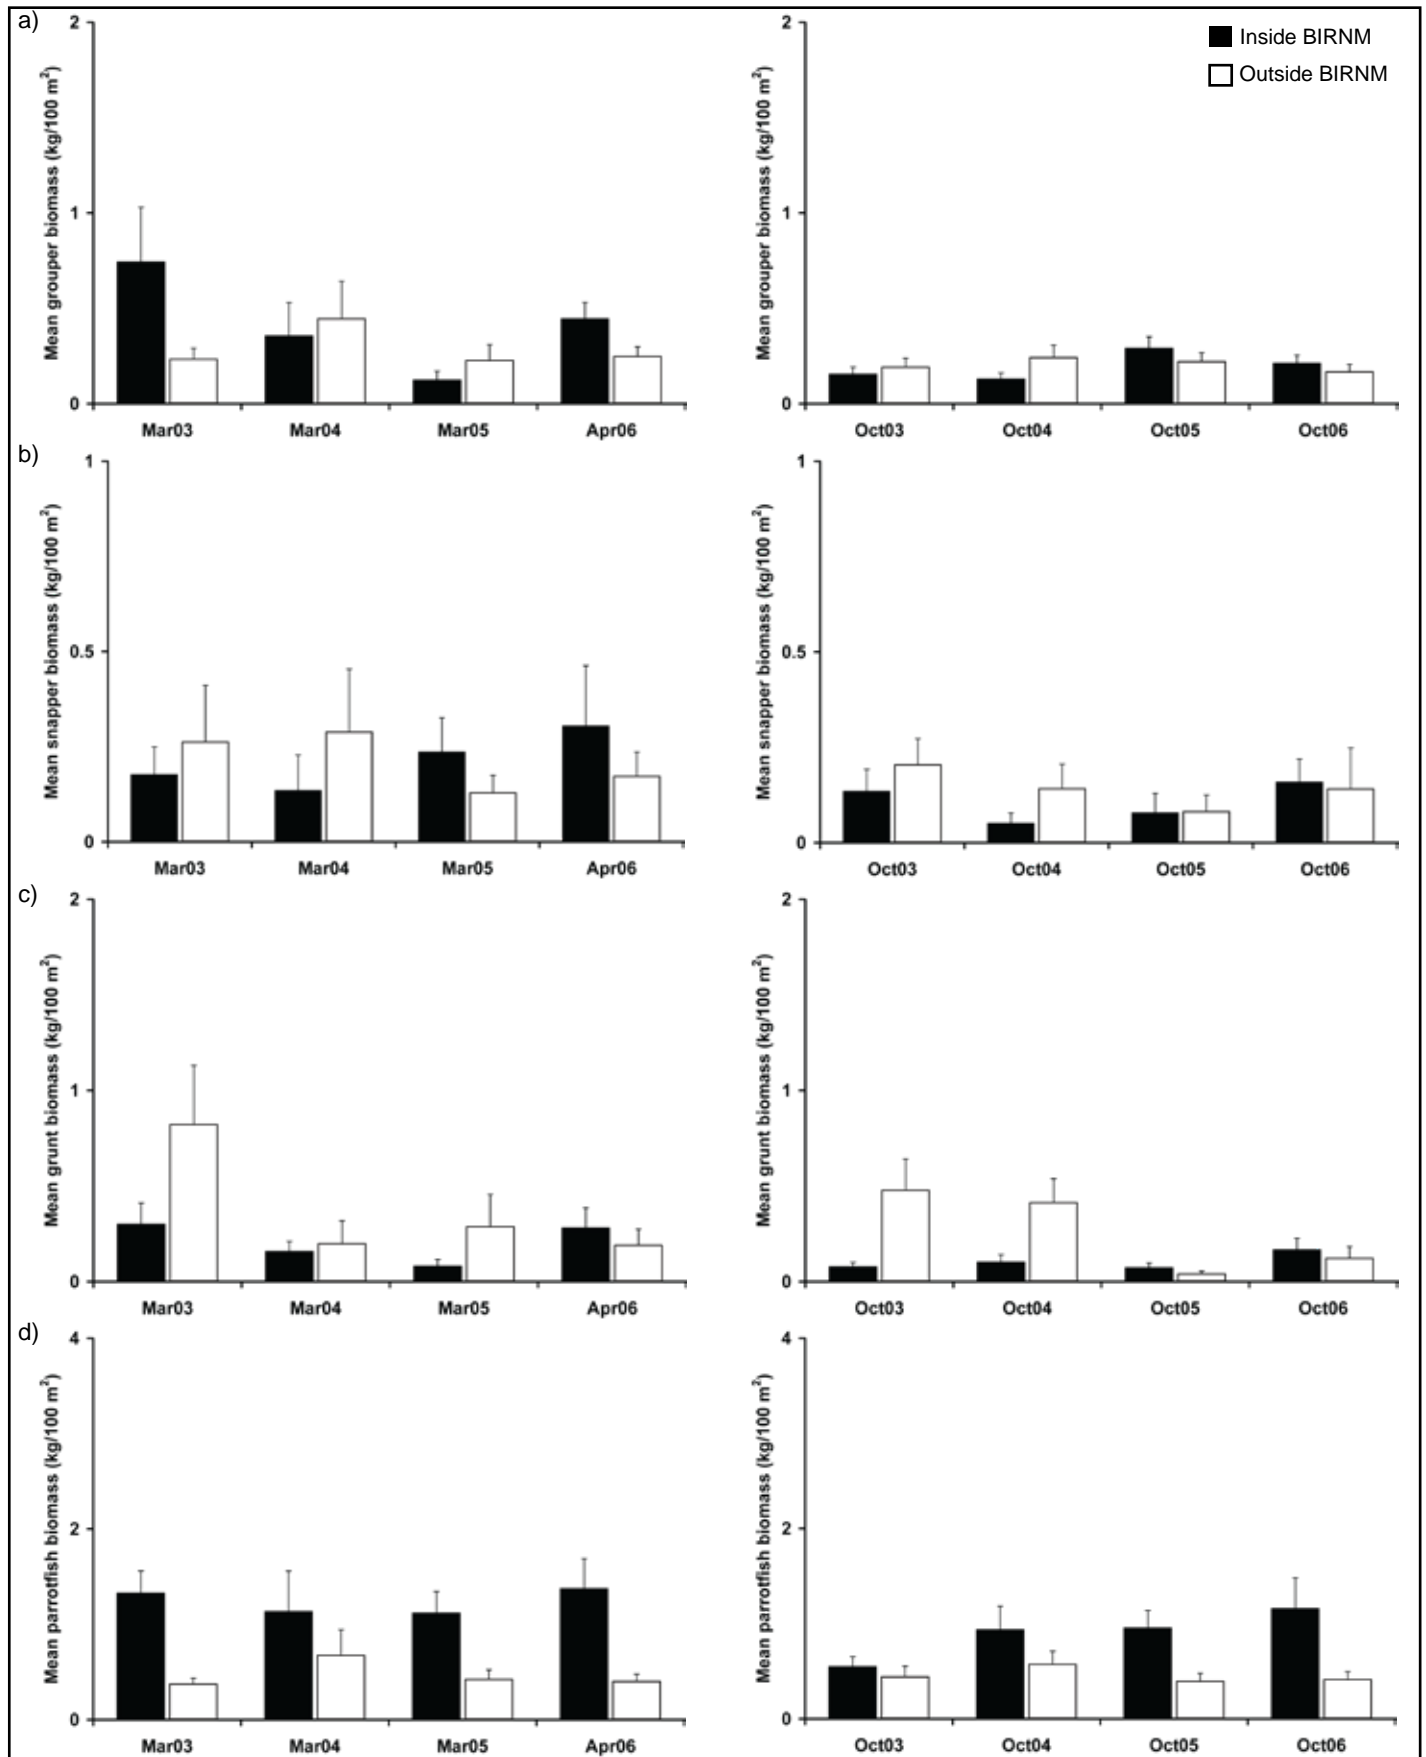 a)
Inside BIRNM
Outside BIRNM
Mean grouper biomass (kg/100 m²)
2
1
0
Mar03 Mar04 Mar05 Apr06
Mean grouper biomass (kg/100 m²)
2
1
0
Oct03 Oct04 Oct05 Oct06
b)
Mean snapper biomass (kg/100 m²)
1
0.5
0
Mar03 Mar04 Mar05 Apr06
Mean snapper biomass (kg/100 m²)
1
0.5
0
Oct03 Oct04 Oct05 Oct06
c)
Mean grunt biomass (kg/100 m²)
2
1
0
Mar03 Mar04 Mar05 Apr06
Mean grunt biomass (kg/100 m²)
2
1
0
Oct03 Oct04 Oct05 Oct06
d)
Mean parrotfish biomass (kg/100 m²)
4
2
0
Mar03 Mar04 Mar05 Apr06
Mean parrotfish biomass (kg/100 m²)
4
2
0
Oct03 Oct04 Oct05 Oct06